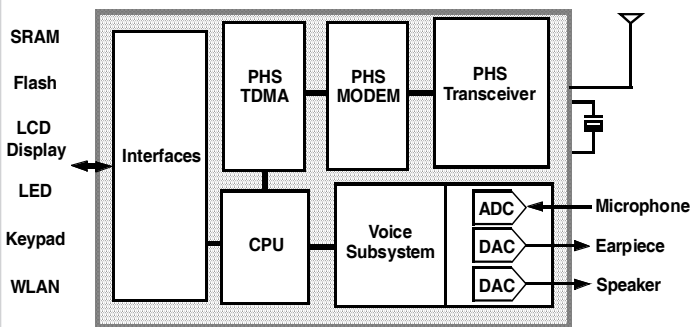 SRAM
Flash
LCD
Display
LED
Keypad
WLAN
Interfaces
PHS
TDMA
PHS
MODEM
PHS
Transceiver
CPU
Voice
Subsystem
ADC
DAC
DAC
Microphone
Earpiece
Speaker